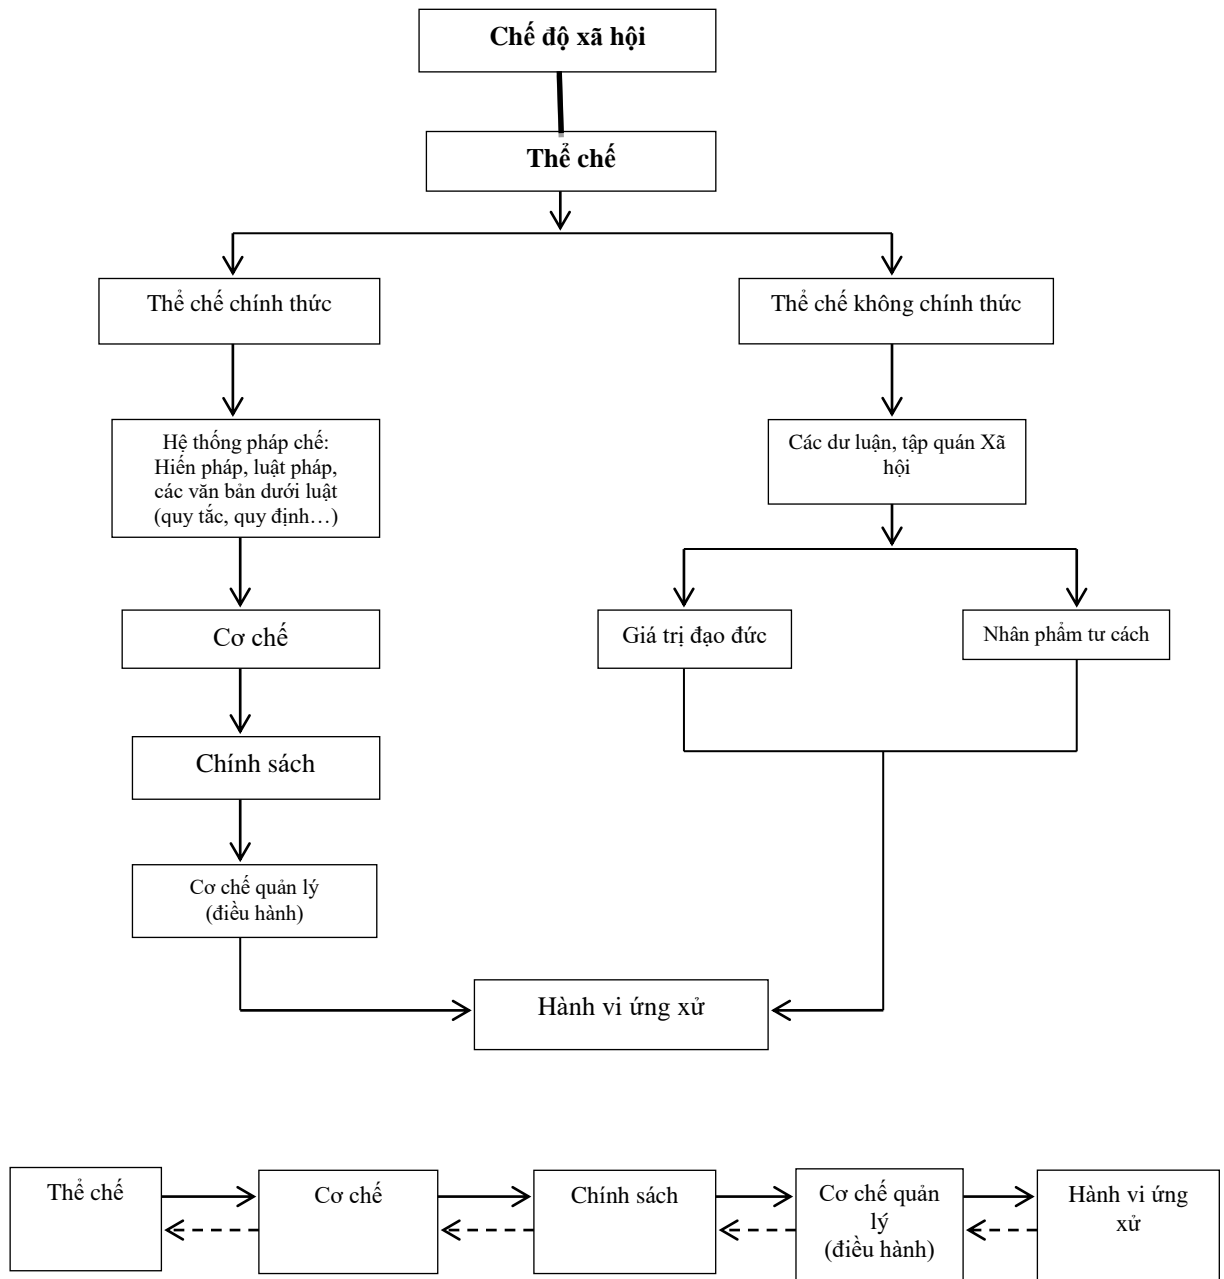 Chế độ xã hội
Thể chế
Thể chế chính thức
Thể chế không chính thức
Hệ thống pháp chế:
Hiến pháp, luật pháp,
các văn bản dưới luật
(quy tắc, quy định…)
Các dư luận, tập quán Xã
hội
Cơ chế
Giá trị đạo đức
Nhân phẩm tư cách
Chính sách
Cơ chế quản lý
(điều hành)
Hành vi ứng xử
Thể chế
Cơ chế
Chính sách
Cơ chế quản
lý
(điều hành)
Hành vi ứng
xử